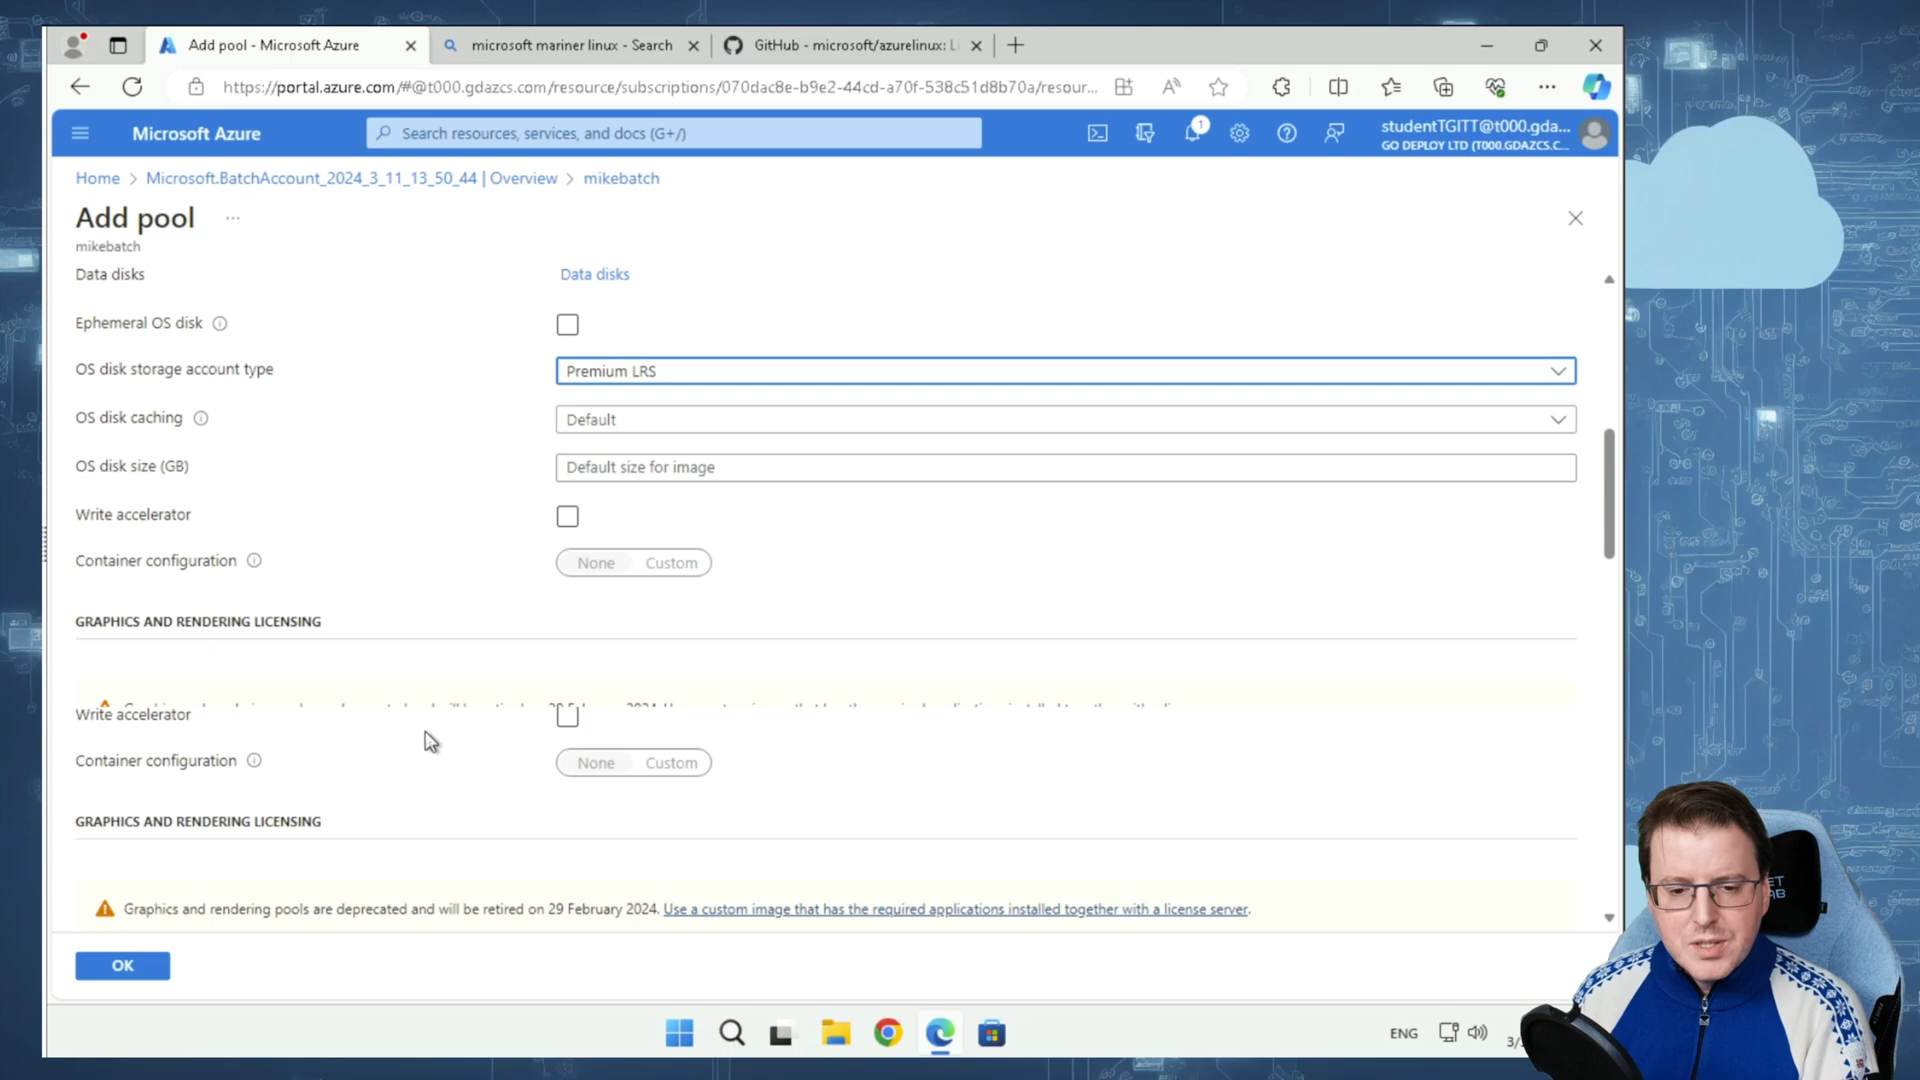 Add pool - Microsoft Azure
microsoft mariner linux - Search
GitHub - microsoft/azurelinux: Li
https://portal.azure.com/#@t000.gdazcs.com/resource/subscriptions/070dac8e-b9e2-44cd-a70f-538c51d8b70a/resour...
Microsoft Azure
Search resources, services, and docs (G+/)
1
studentTGITT@t000.gda...
GO DEPLOY LTD (T000.GDAZCS.C...
Home > Microsoft.BatchAccount_2024_3_11_13_50_44 | Overview > mikebatch
Add pool ...
mikebatch
Data disks Data disks
Ephemeral OS disk
OS disk storage account type Premium LRS
OS disk caching Default
OS disk size (GB) Default size for image
Write accelerator
Container configuration None Custom
GRAPHICS AND RENDERING LICENSING
Write accelerator
Container configuration None Custom
GRAPHICS AND RENDERING LICENSING
Graphics and rendering pools are deprecated and will be retired on 29 February 2024. Use a custom image that has the required applications installed together with a license server.
OK
ENG
3/